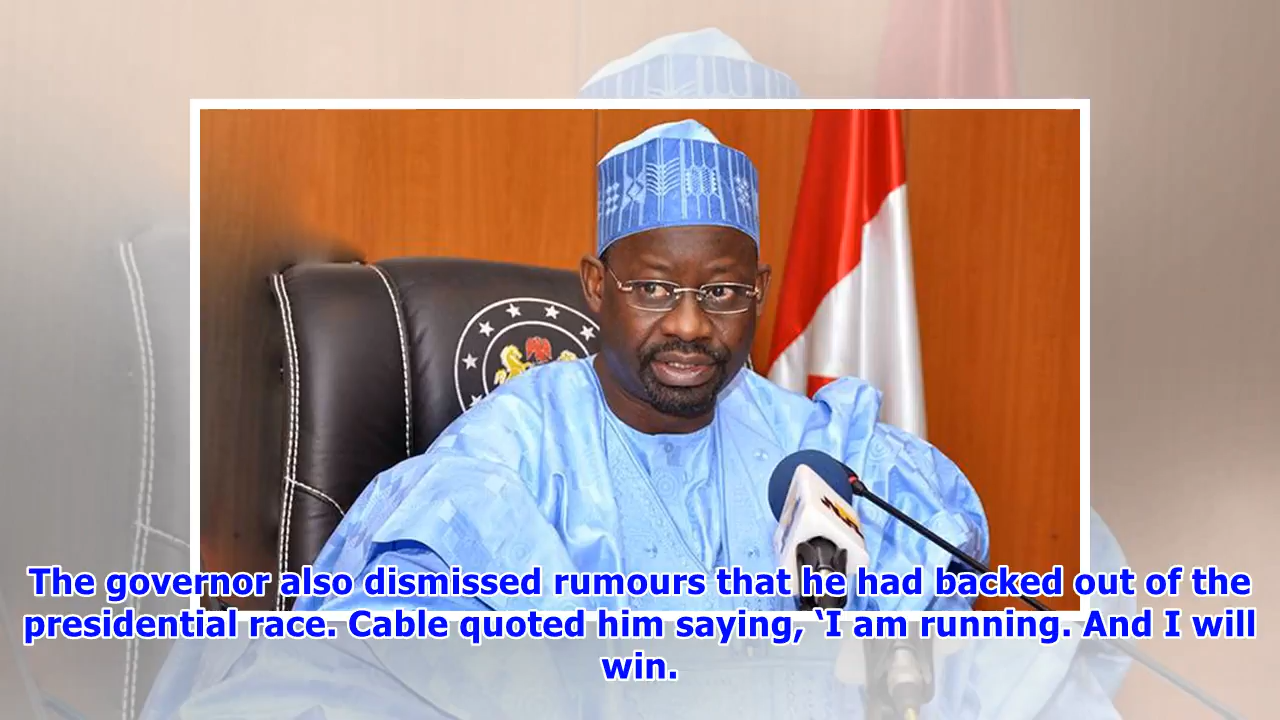 The governor also dismissed rumours that he had backed out of the
presidential race. Cable quoted him saying, ‘I am running. And I will
win.